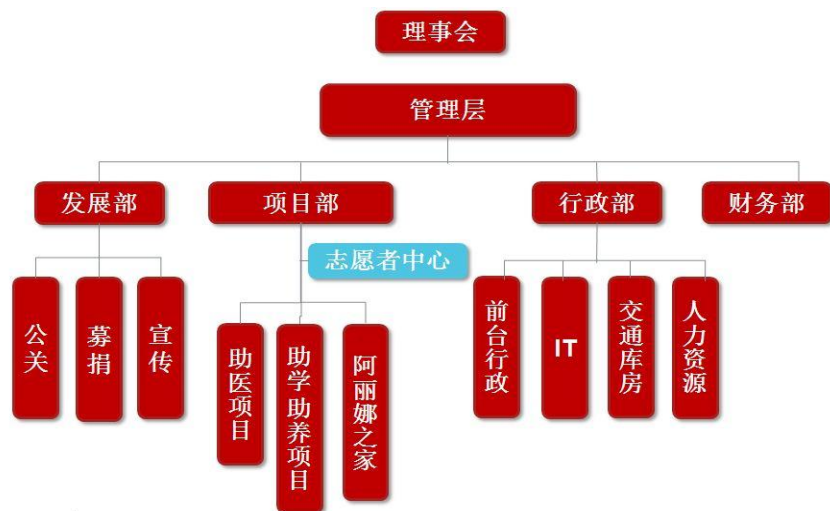 理事会
管理层
发展部
项目部
行政部
财务部
志愿者中心
公关
募捐
宣传
助医项目
助学 助养项目
阿丽娜之家
前台行政
IT
交通库房
人力资源